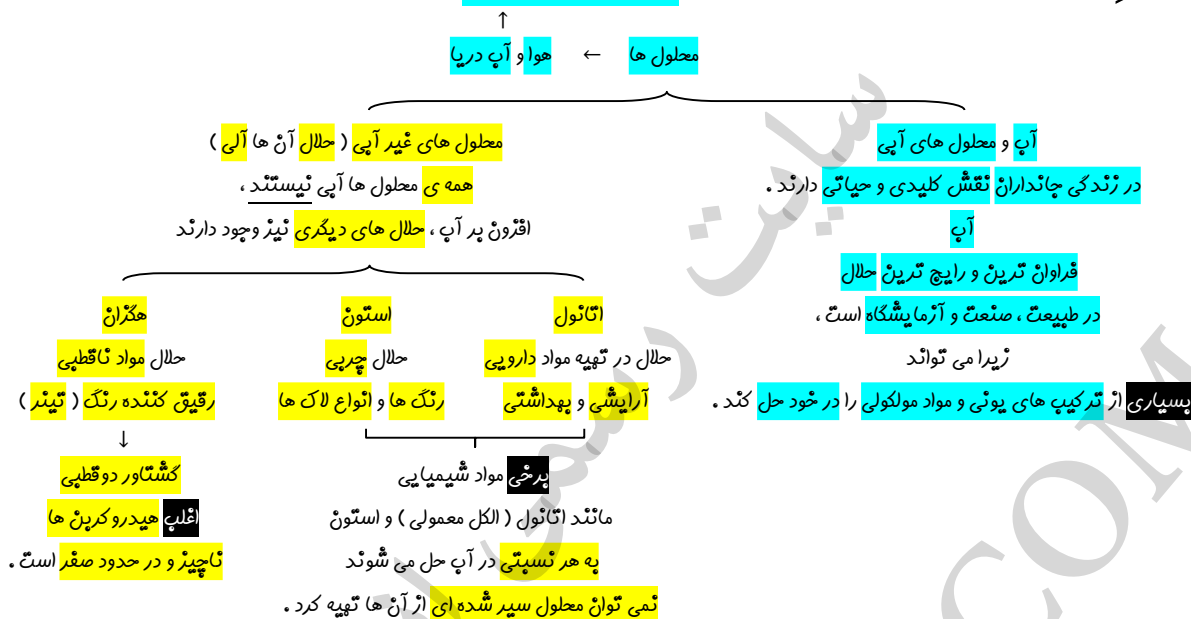 ↑
محلول ها ← هوا و آب دریا
آب و محلول های آبی
در زندگی جانداران نقش کلیدی و حیاتی دارند .
آب
فراوان ترین و رایج ترین حلال
در طبیعت ، صنعت و آزمایشگاه است ،
زیرا می تواند
بسیاری از ترکیب های یونی و مواد مولکولی را در خود حل کند .
محلول های غیر آبی ( حلال آن ها آلی )
همه ی محلول ها آبی نیستند ،
افزون بر آب ، حلال های دیگری نیز وجود دارند
اتانول
حلال در تهیه مواد دارویی
آرایشی و بهداشتی
استون
حلال چربی
رنگ ها و انواع لاک ها
برخی مواد شیمیایی
مانند اتانول ( الکل معمولی ) و استون
به هر نسبتی در آب حل می شوند
نمی توان محلول سیر شده ای از آن ها تهیه کرد .
هگزان
حلال مواد ناقطبی
رقیق کننده رنگ ( تینر )
↓
گشتاور دوقطبی
اغلب هیدروکربن ها
ناچیز و در حدود صفر است .
سایت رسمی
COM